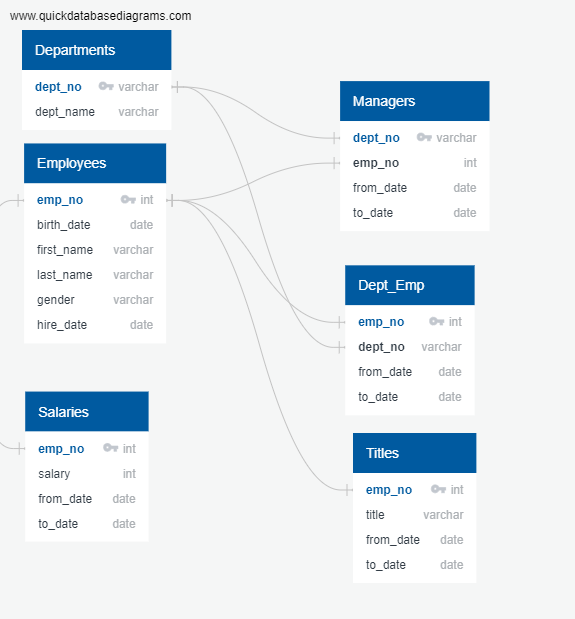 www.quickdatabasediagrams.com
Departments
dept_no varchar
dept_name varchar
Employees
emp_no int
birth_date date
first_name varchar
last_name varchar
gender varchar
hire_date date
Salaries
emp_no int
salary int
from_date date
to_date date
Managers
dept_no varchar
emp_no int
from_date date
to_date date
Dept_Emp
emp_no int
dept_no varchar
from_date date
to_date date
Titles
emp_no int
title varchar
from_date date
to_date date